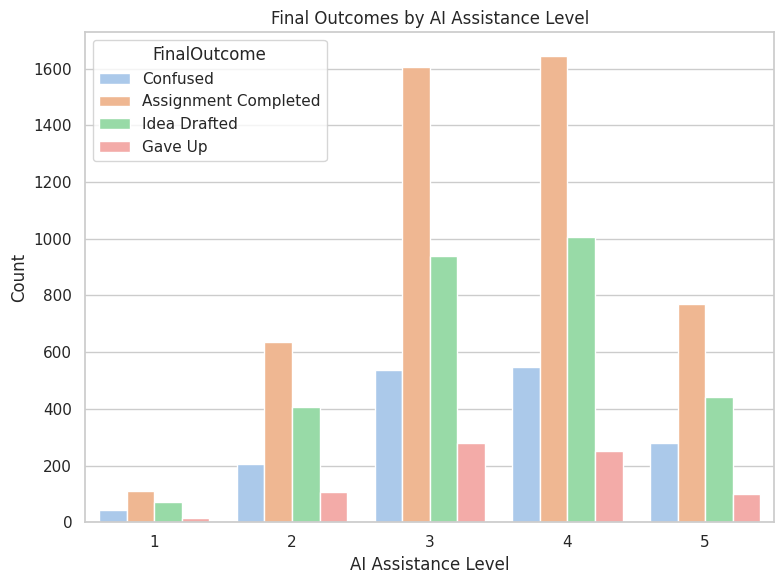 Final Outcomes by AI Assistance Level
FinalOutcome
Confused
Assignment Completed
Idea Drafted
Gave Up
Count
1600
1400
1200
1000
800
600
400
200
0
1 2 3 4 5
AI Assistance Level